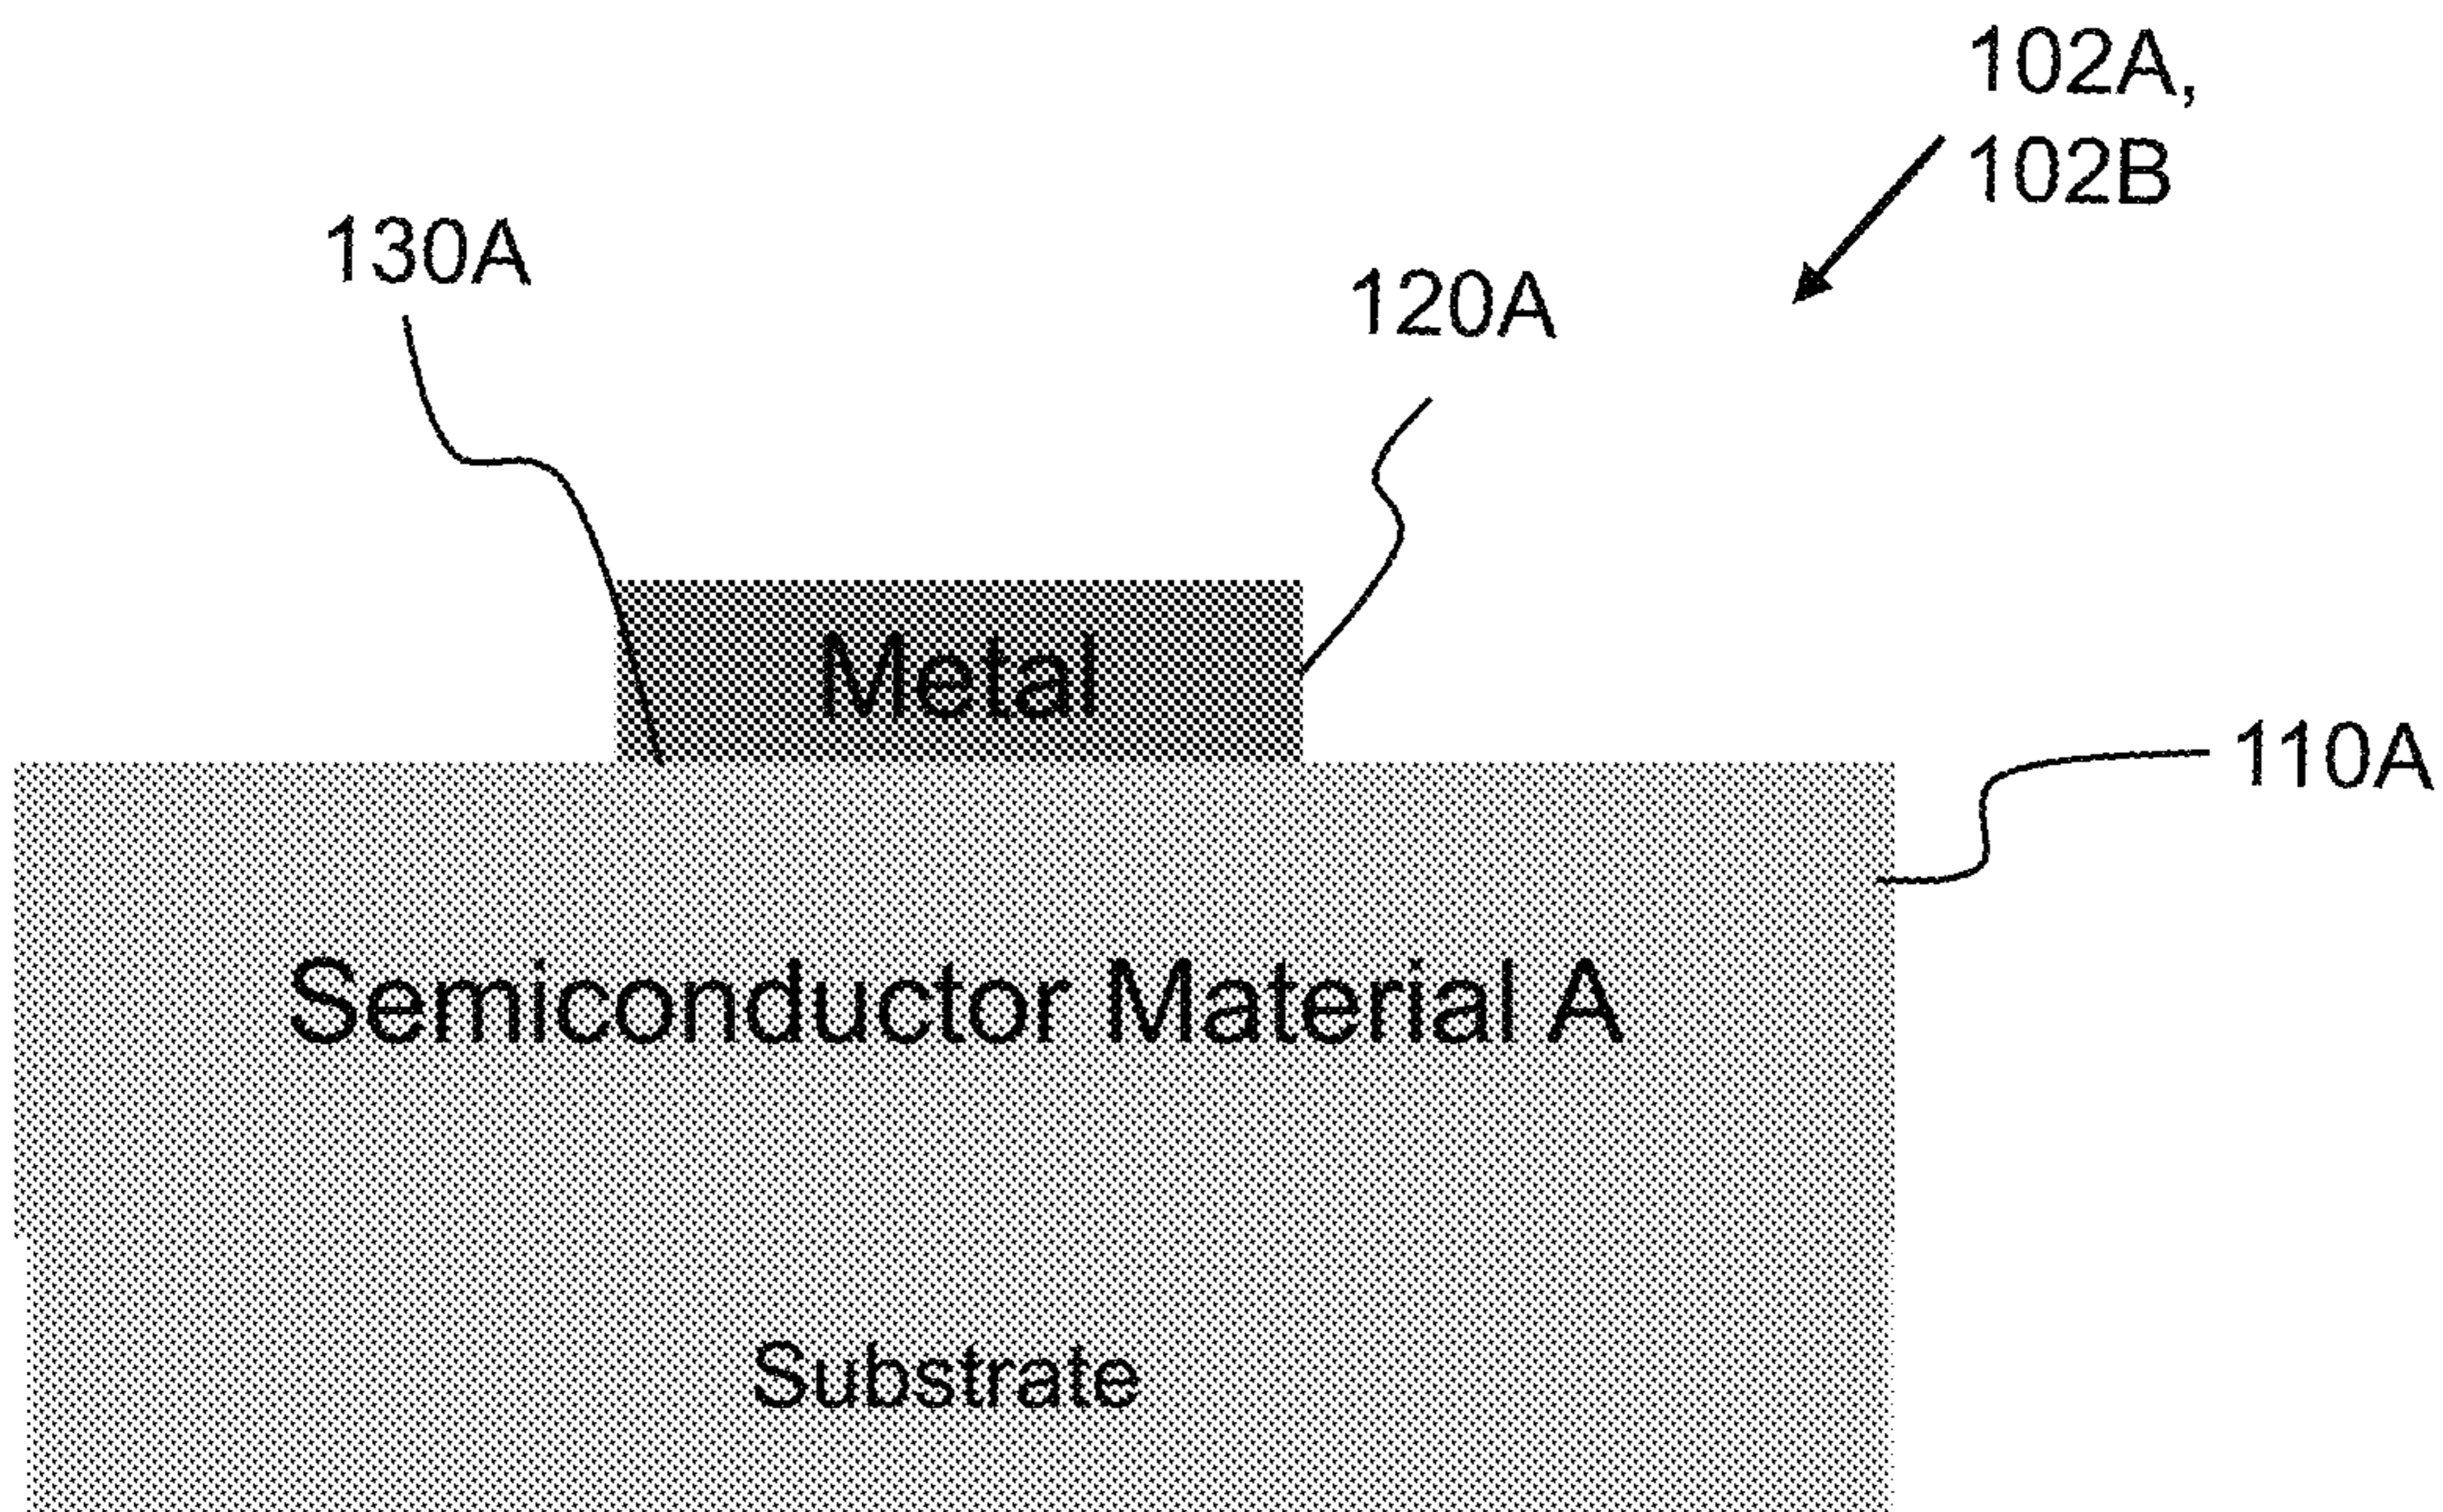 102A,
102B
130A
120A
Metal
110A
Semiconductor Material A
Substrate